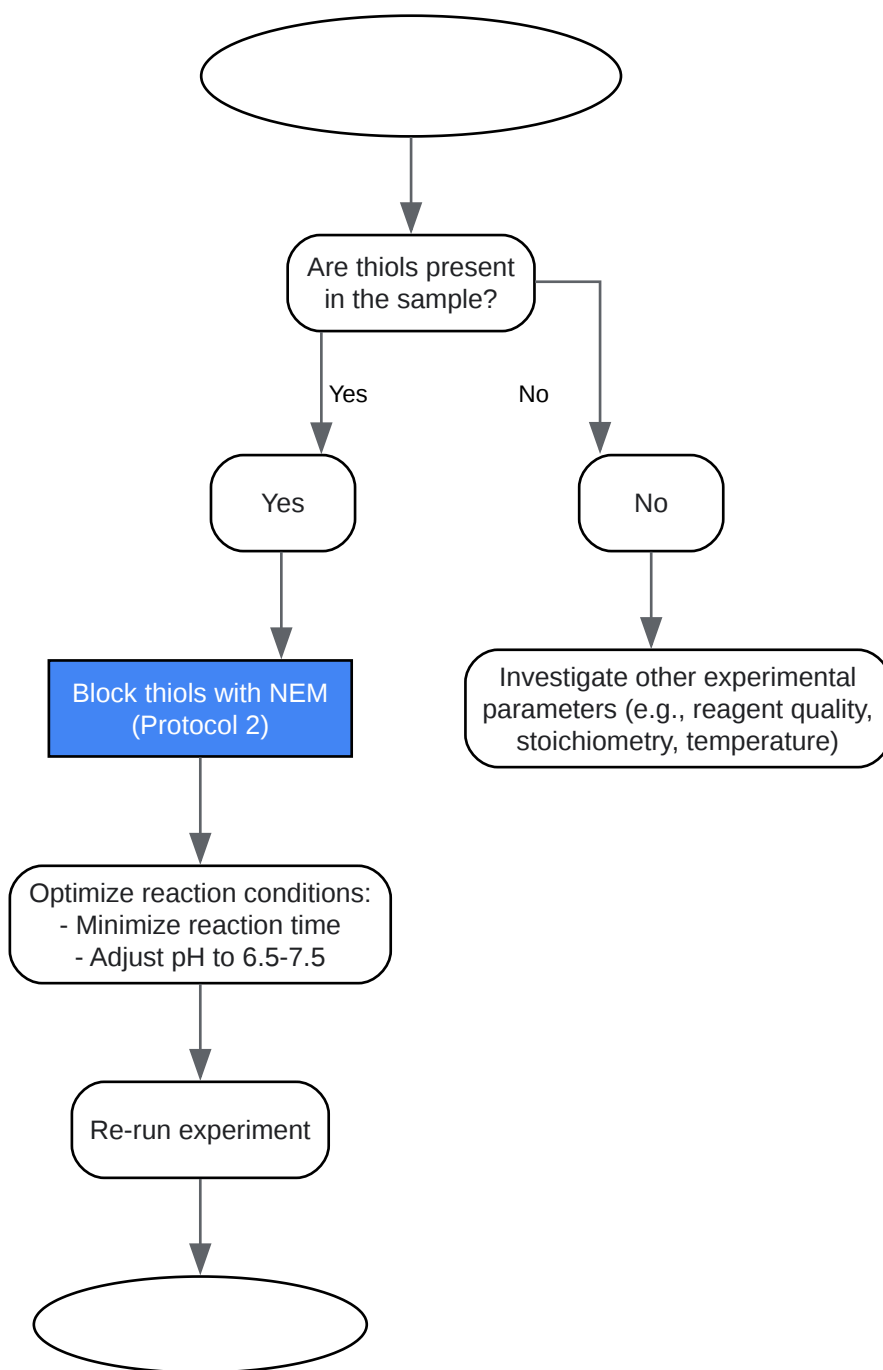 Are thiols present
in the sample?
Yes
No
Yes
No
Block thiols with NEM
(Protocol 2)
Investigate other experimental
parameters (e.g., reagent quality,
stoichiometry, temperature)
Optimize reaction conditions:
- Minimize reaction time
- Adjust pH to 6.5-7.5
Re-run experiment